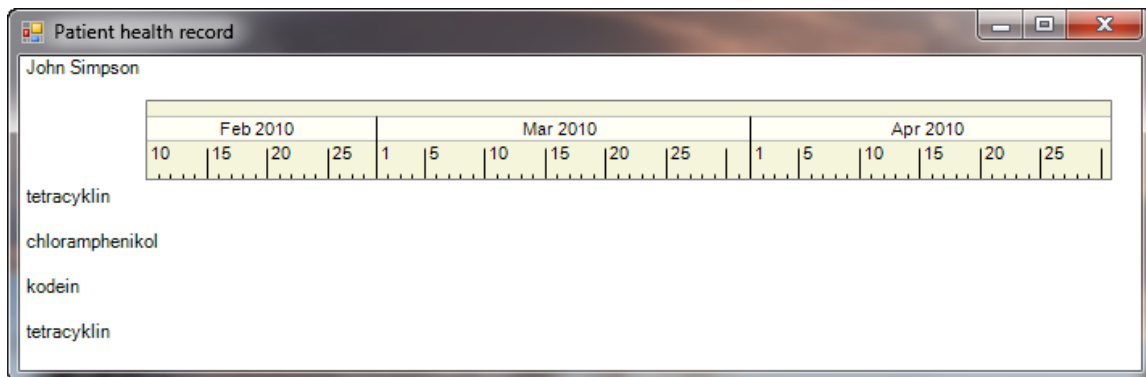 Patient health record
John Simpson
Feb 2010 Mar 2010 Apr 2010
10 15 20 25 1 5 10 15 20 25 1 5 10 15 20 25
tetracyklin
chloramphenikol
kodein
tetracyklin